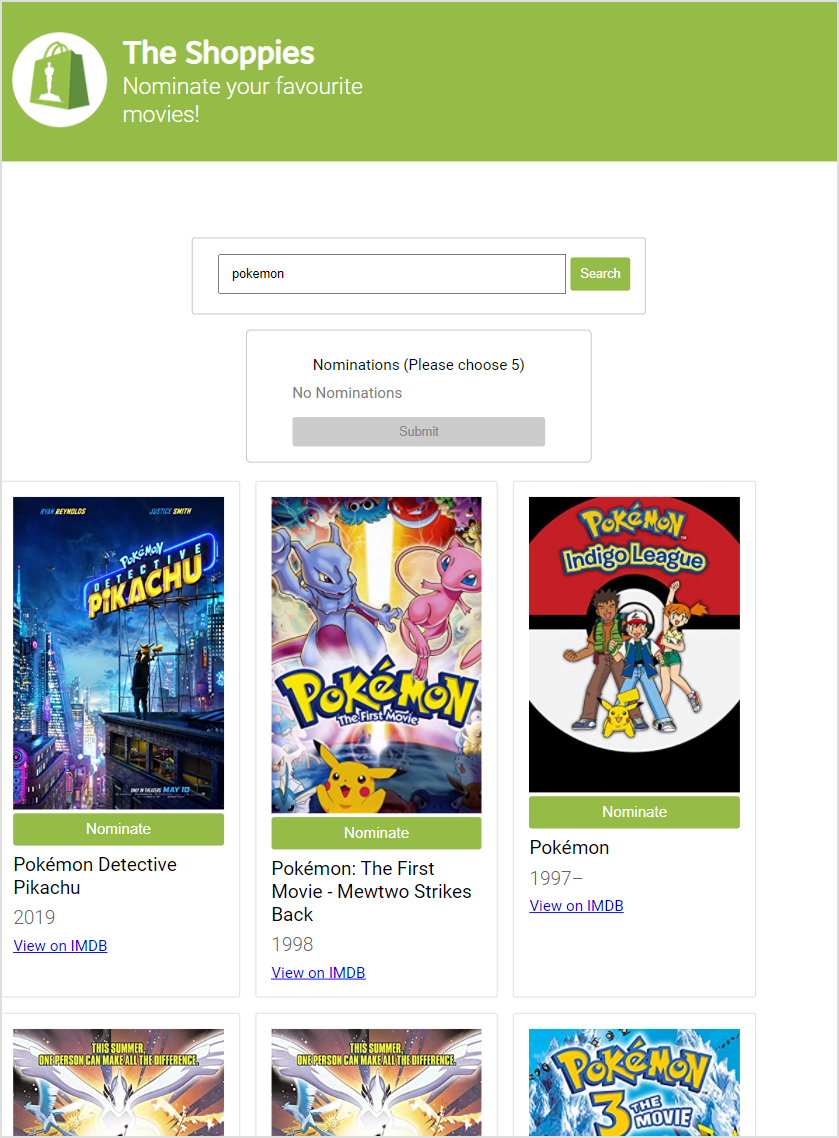 The Shoppies
Nominate your favourite
movies!
pokemon
Search
Nominations (Please choose 5)
No Nominations
Submit
RYAN REYNOLDS JUSTICE SMITH
POKÉMON
DETECTIVE
PIKACHU
ONLY IN THEATERS MAY 10
Nominate
Pokémon Detective
Pikachu
2019
View on IMDB
POKéMON
The First Movie
Nominate
Pokémon: The First
Movie - Mewtwo Strikes
Back
1998
View on IMDB
POKéMON
Indigo League
Nominate
Pokémon
1997–
View on IMDB
THIS SUMMER,
ONE PERSON CAN MAKE ALL THE DIFFERENCE.
THIS SUMMER,
ONE PERSON CAN MAKE ALL THE DIFFERENCE.
POKéMON
3 THE
MOVIE